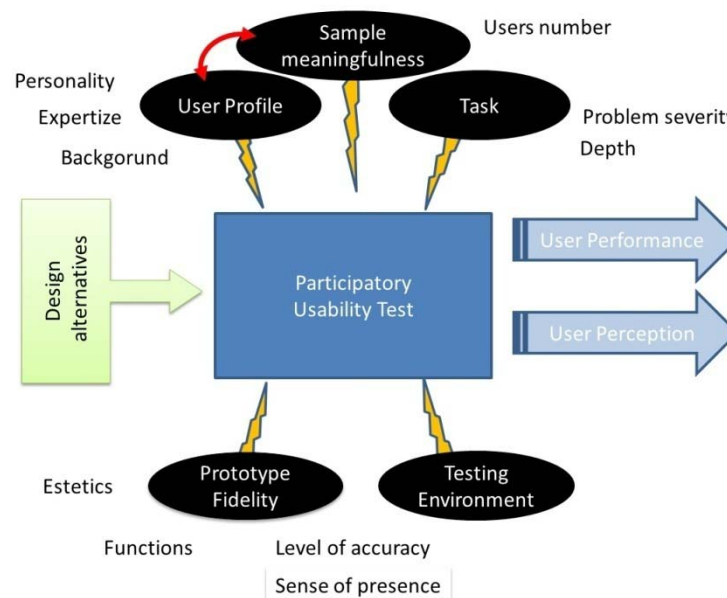 Sample
meaningfulness
Users number
Personality
User Profile
Task
Expertize
Problem severity
Backgorund
Depth
Design
alternatives
Participatory
Usability Test
User Performance
User Perception
Estetics
Prototype
Fidelity
Testing
Environment
Functions
Level of accuracy
Sense of presence